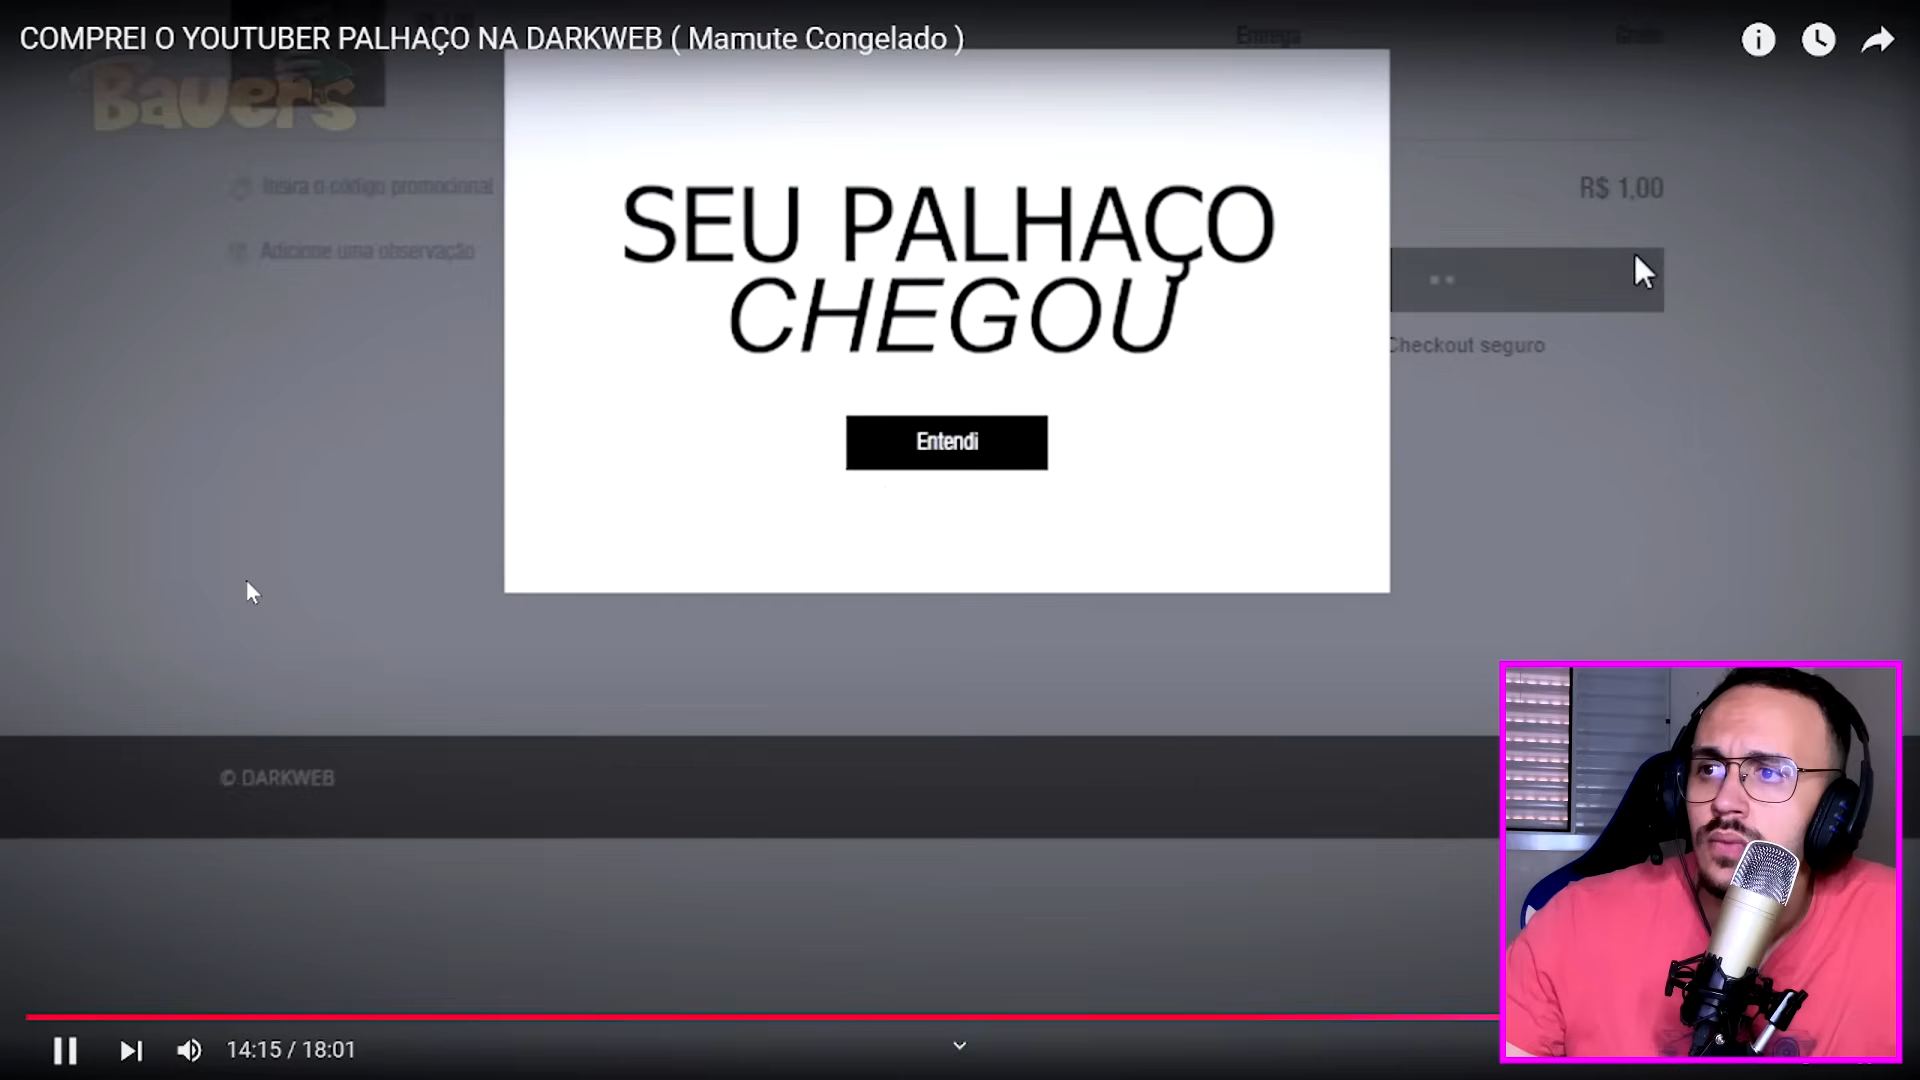 COMPREI O YOUTUBER PALHAÇO NA DARKWEB ( Mamute Congelado )
Entrega
Bauers
Insira o código promocional
R$ 1,00
Adicione uma observação
SEU PALHAÇO
CHEGOU
Checkout seguro
Entendi
© DARKWEB
14:15 / 18:01